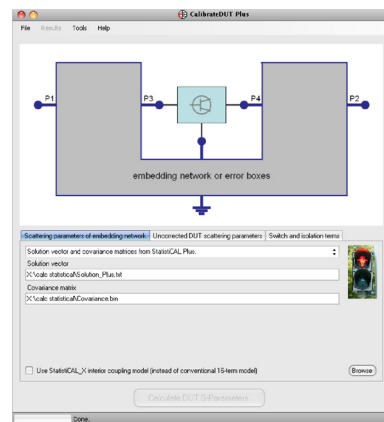 CalibrateDUT Plus
File Results Tools Help
P1 P3 P4 P2
embedding network or error boxes
Scattering parameters of embedding network Uncorrected DUT scattering parameters Switch and isolation terms
Solution vector and covariance matrices from StatistiCAL Plus.
Solution vector
X:\calc statistical\Solution_Plus.txt
Covariance matrix
X:\calc statistical\Covariance.bin
Use StatistiCAL_X interior coupling model (instead of conventional 16-term model) Browse
Calculate DUT S-Parameters
Done.